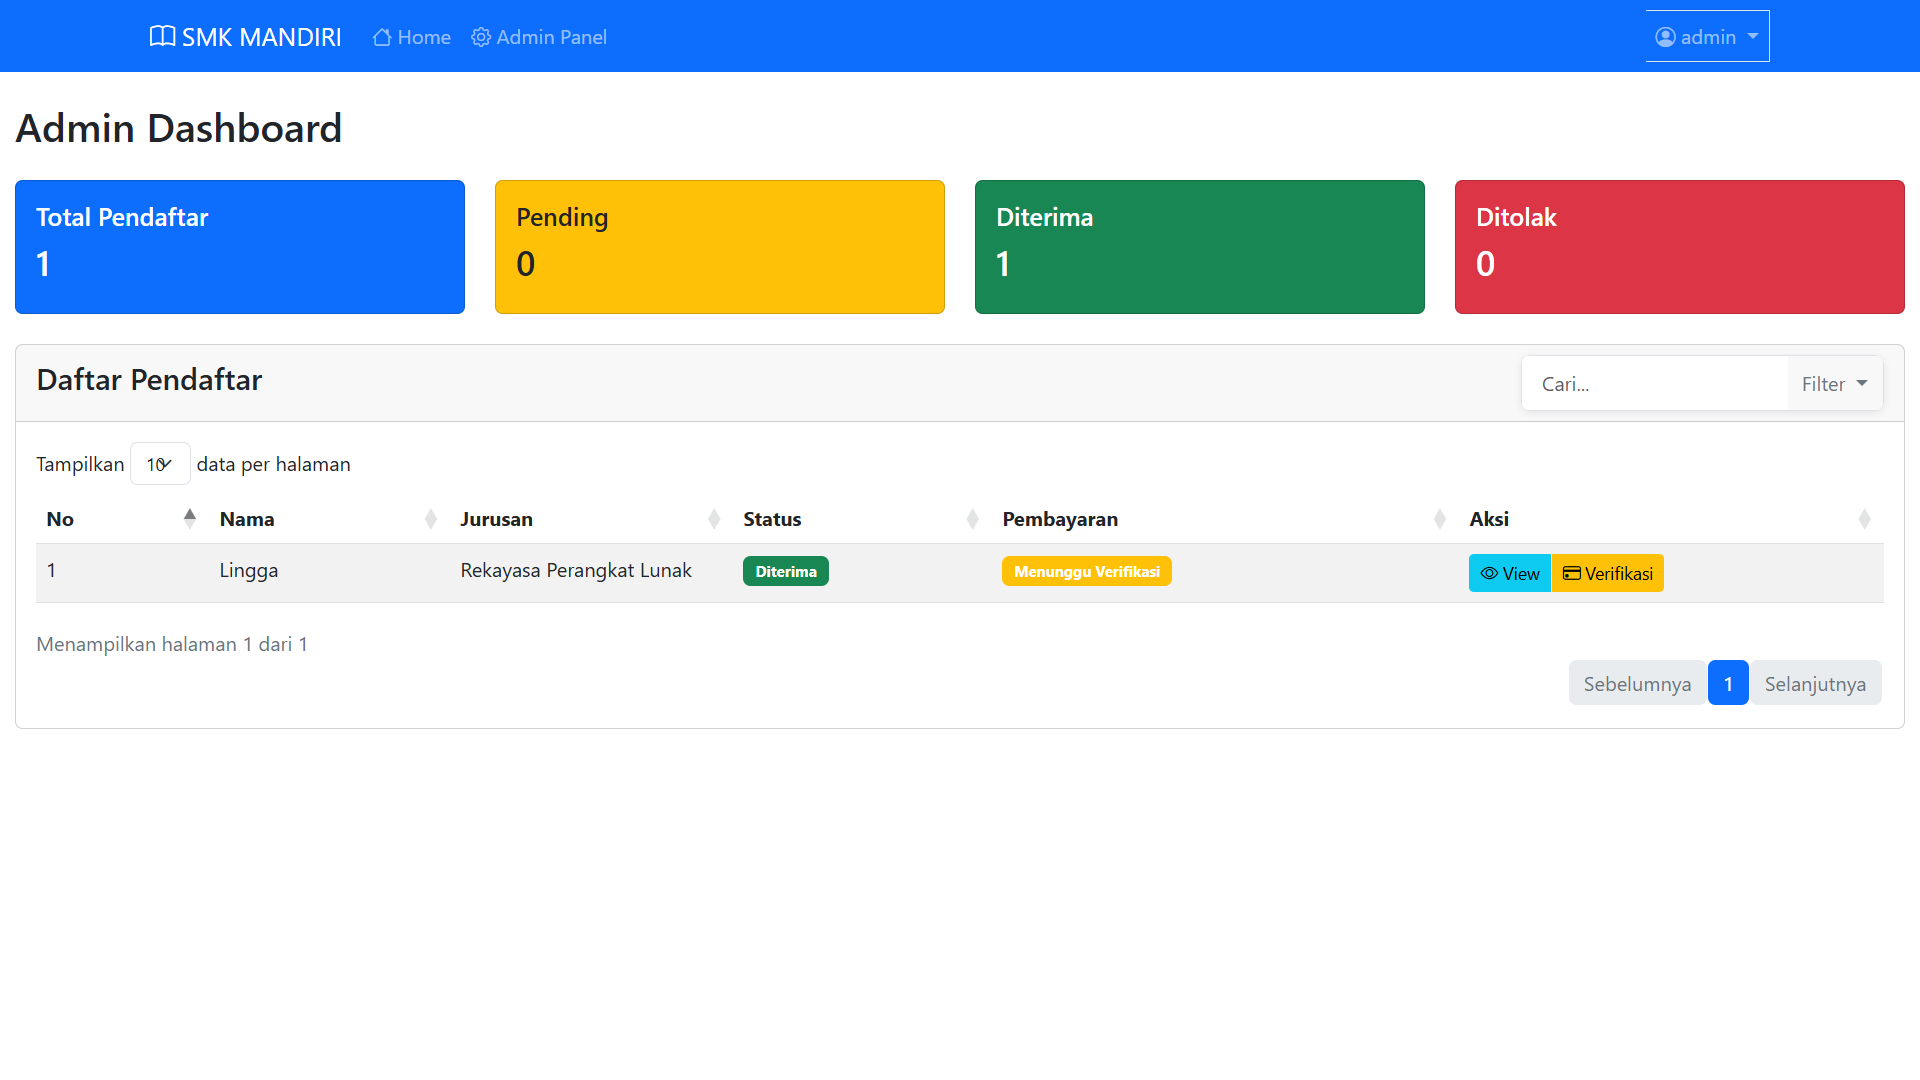 SMK MANDIRI Home Admin Panel admin
Admin Dashboard
Total Pendaftar Pending Diterima Ditolak
1 0 1 0
Daftar Pendaftar Cari... Filter
Tampilkan 10 data per halaman
No Nama Jurusan Status Pembayaran Aksi
1 Lingga Rekayasa Perangkat Lunak Diterima Menunggu Verifikasi View Verifikasi
Menampilkan halaman 1 dari 1
Sebelumnya 1 Selanjutnya